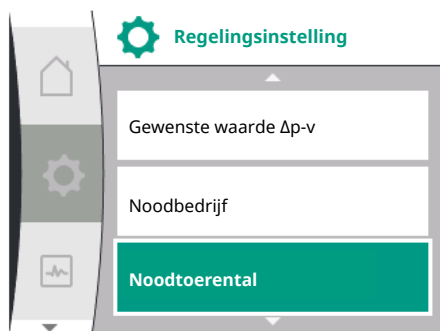 Regelingsinstelling
Gewenste waarde Δp-v
Noodbedrijf
Noodtoerental